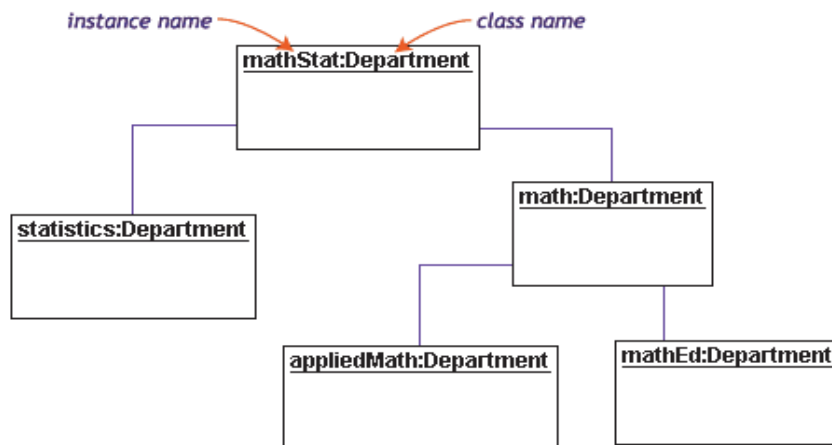 instance name
class name
mathStat:Department
math:Department
statistics:Department
appliedMath:Department
mathEd:Department